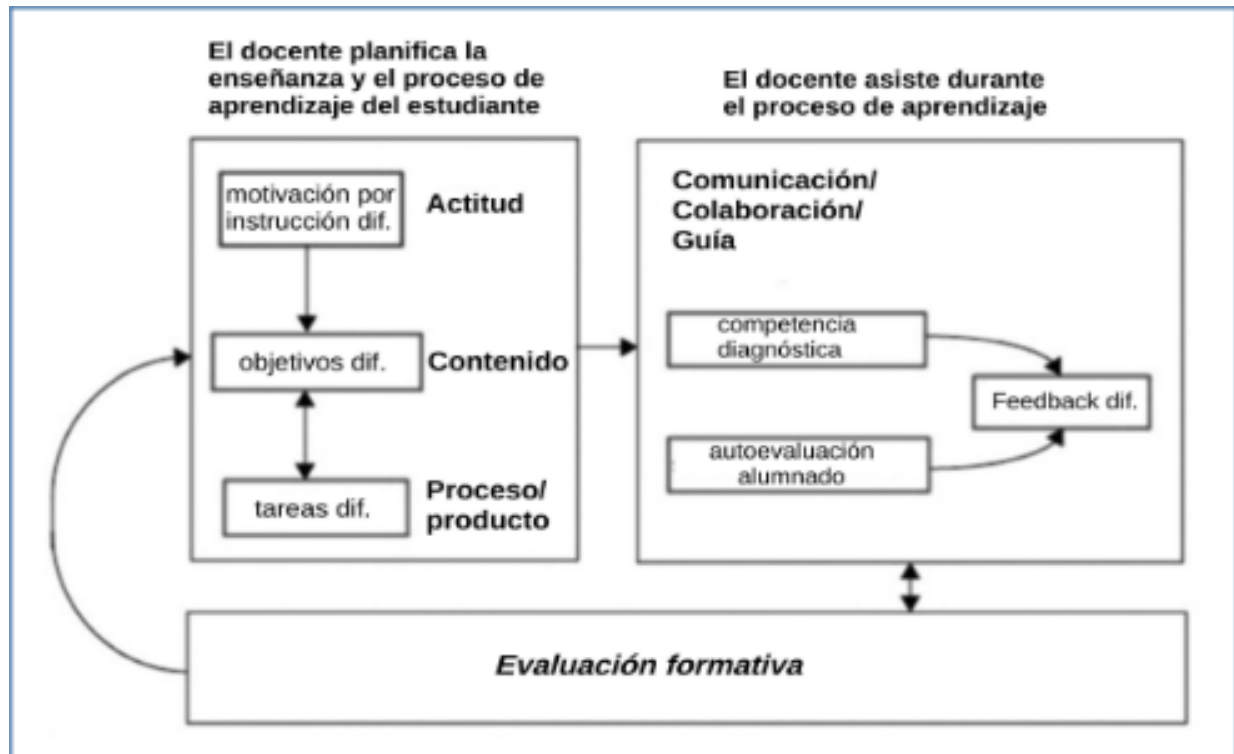 El docente planifica la
enseñanza y el proceso de
aprendizaje del estudiante
motivación por
instrucción dif.
Actitud
objetivos dif.
Contenido
tareas dif.
Proceso/
producto
El docente asiste durante
el proceso de aprendizaje
Comunicación/
Colaboración/
Guía
competencia
diagnóstica
autoevaluación
alumnado
Feedback dif.
Evaluación formativa